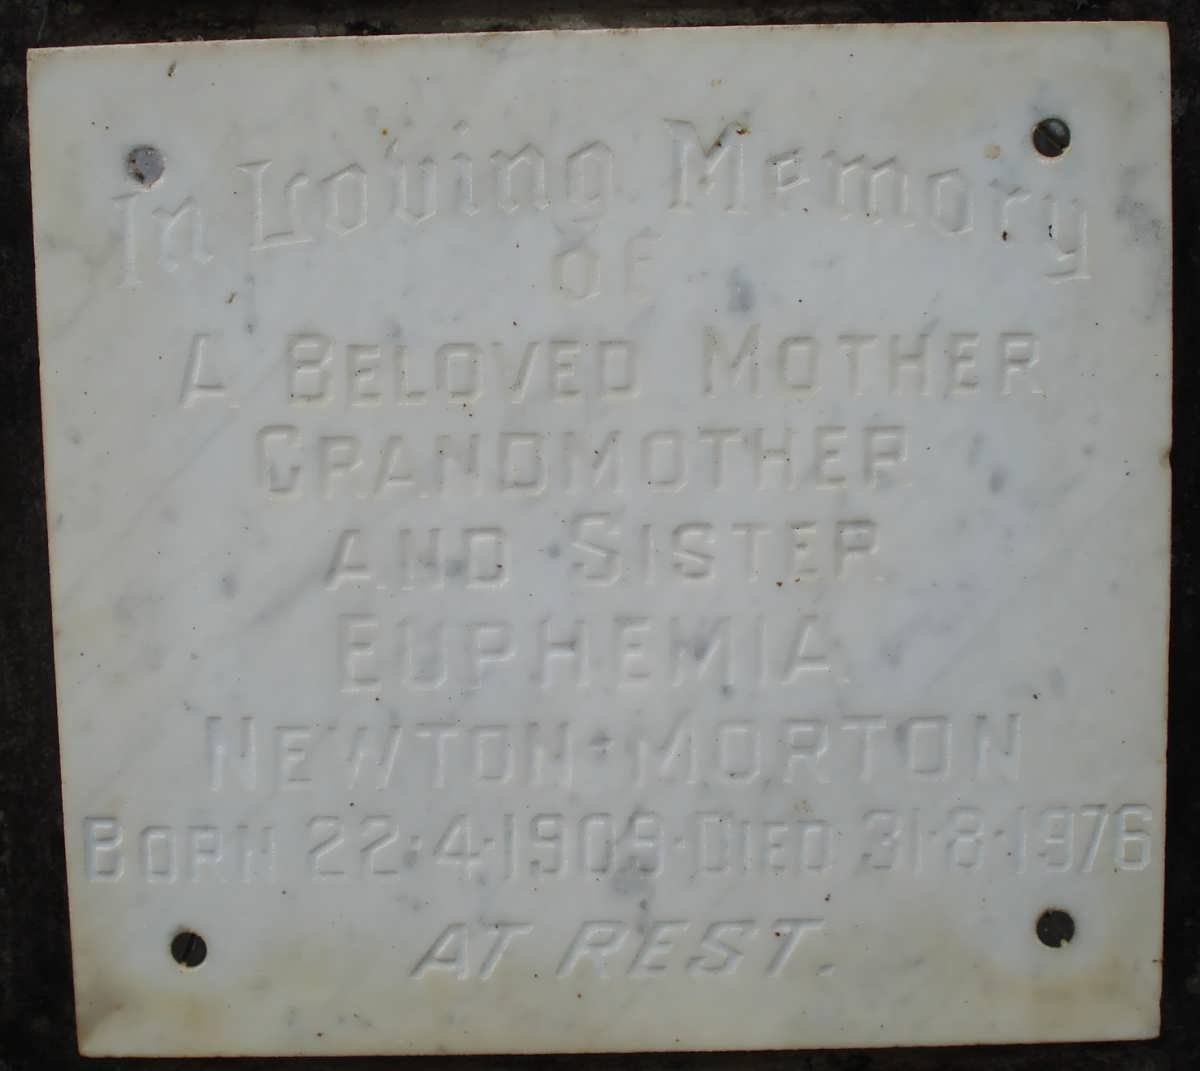 In Loving Memory
OF
A BELOVED MOTHER
GRANDMOTHER
AND SISTER
EUPHEMIA
NEWTON·MORTON
BORN 22·4·1909·DIED 31·8·1976
AT REST.